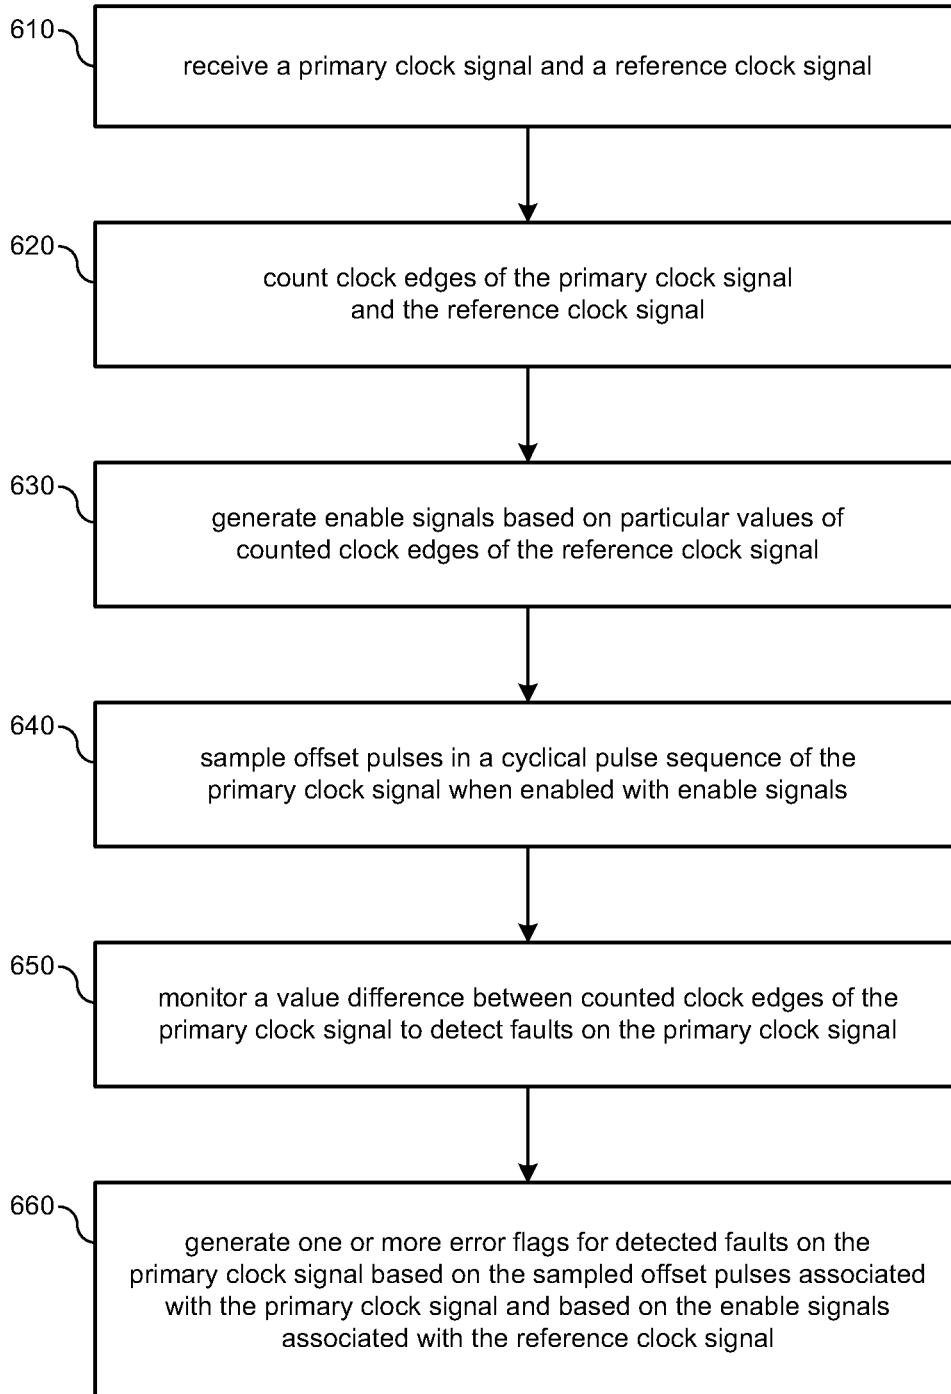 610
receive a primary clock signal and a reference clock signal
620
count clock edges of the primary clock signal
and the reference clock signal
630
generate enable signals based on particular values of
counted clock edges of the reference clock signal
640
sample offset pulses in a cyclical pulse sequence of the
primary clock signal when enabled with enable signals
650
monitor a value difference between counted clock edges of the
primary clock signal to detect faults on the primary clock signal
660
generate one or more error flags for detected faults on the
primary clock signal based on the sampled offset pulses associated
with the primary clock signal and based on the enable signals
associated with the reference clock signal